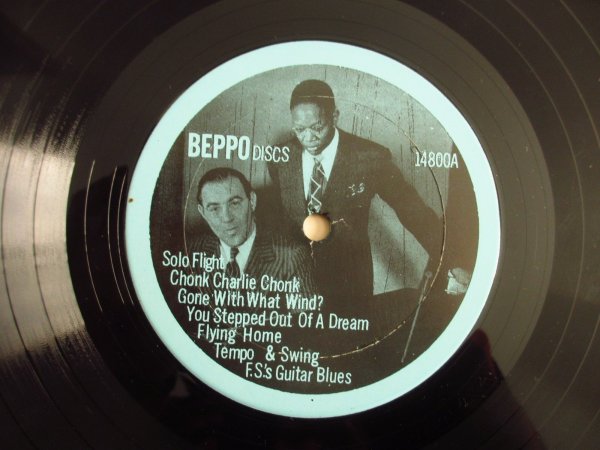 BEPPO DISCS 14800A
Solo Flight
Chonk Charlie Chonk
Gone With What Wind?
You Stepped Out Of A Dream
Flying Home
Tempo & Swing
F.S.'s Guitar Blues